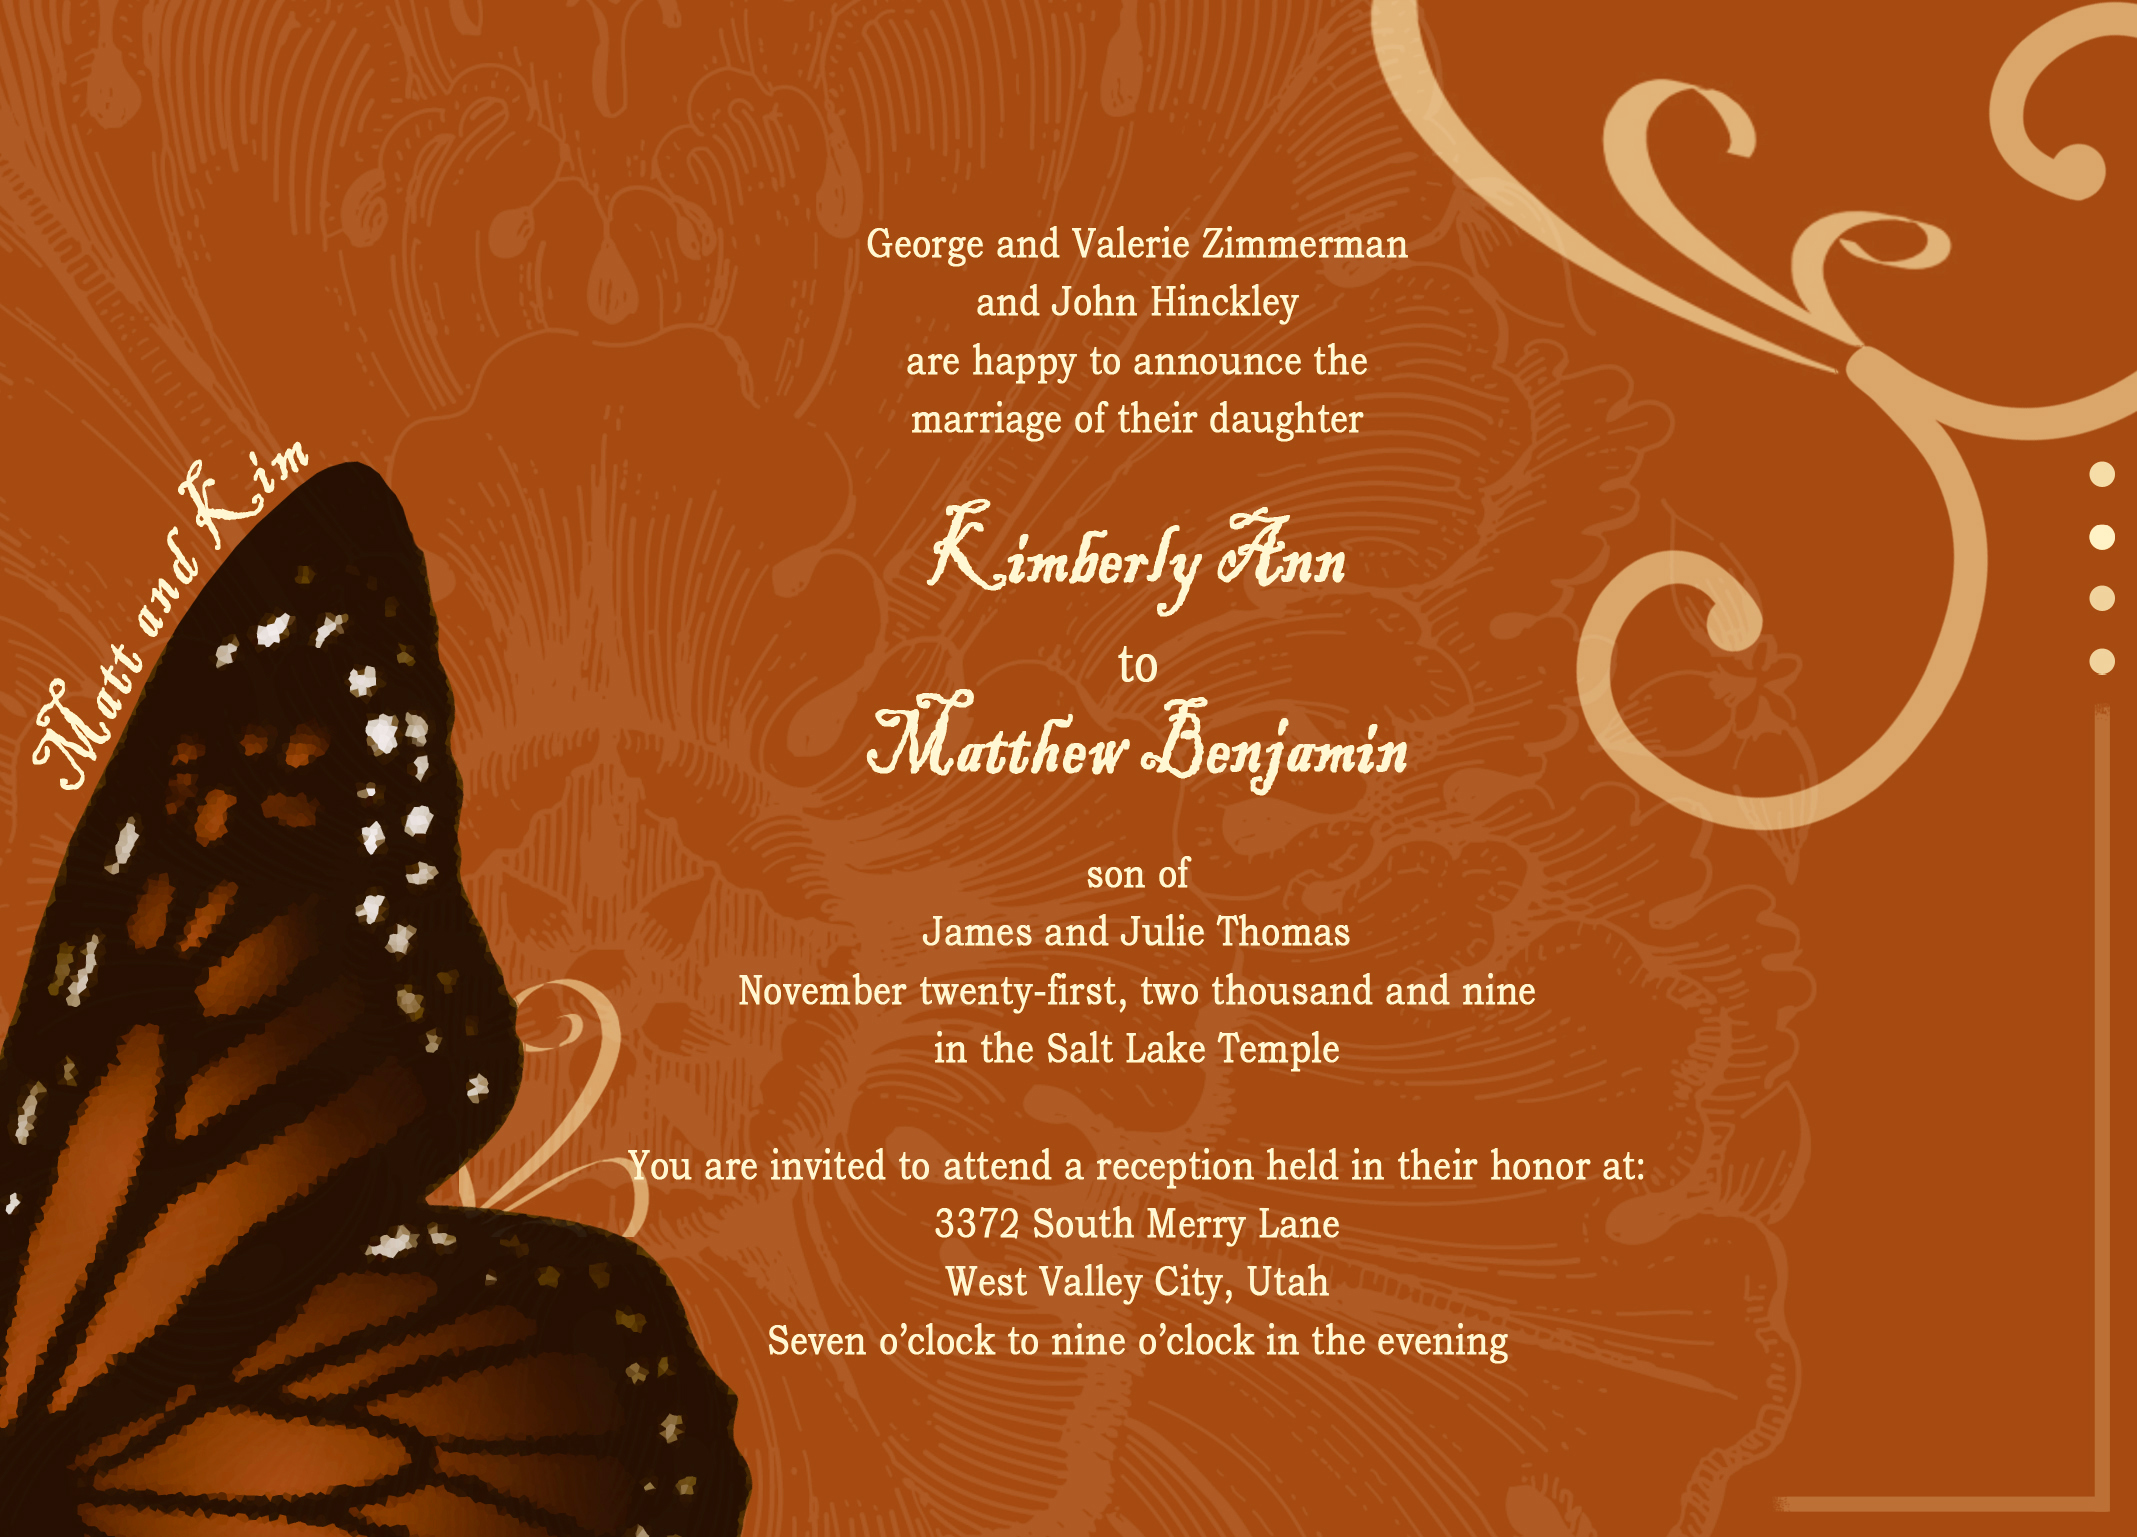 George and Valerie Zimmerman
and John Hinckley
are happy to announce the
marriage of their daughter
Kimberly Ann
to
Matthew Benjamin
son of
James and Julie Thomas
November twenty-first, two thousand and nine
in the Salt Lake Temple
You are invited to attend a reception held in their honor at:
3372 South Merry Lane
West Valley City, Utah
Seven o’clock to nine o’clock in the evening
Matt and Kim